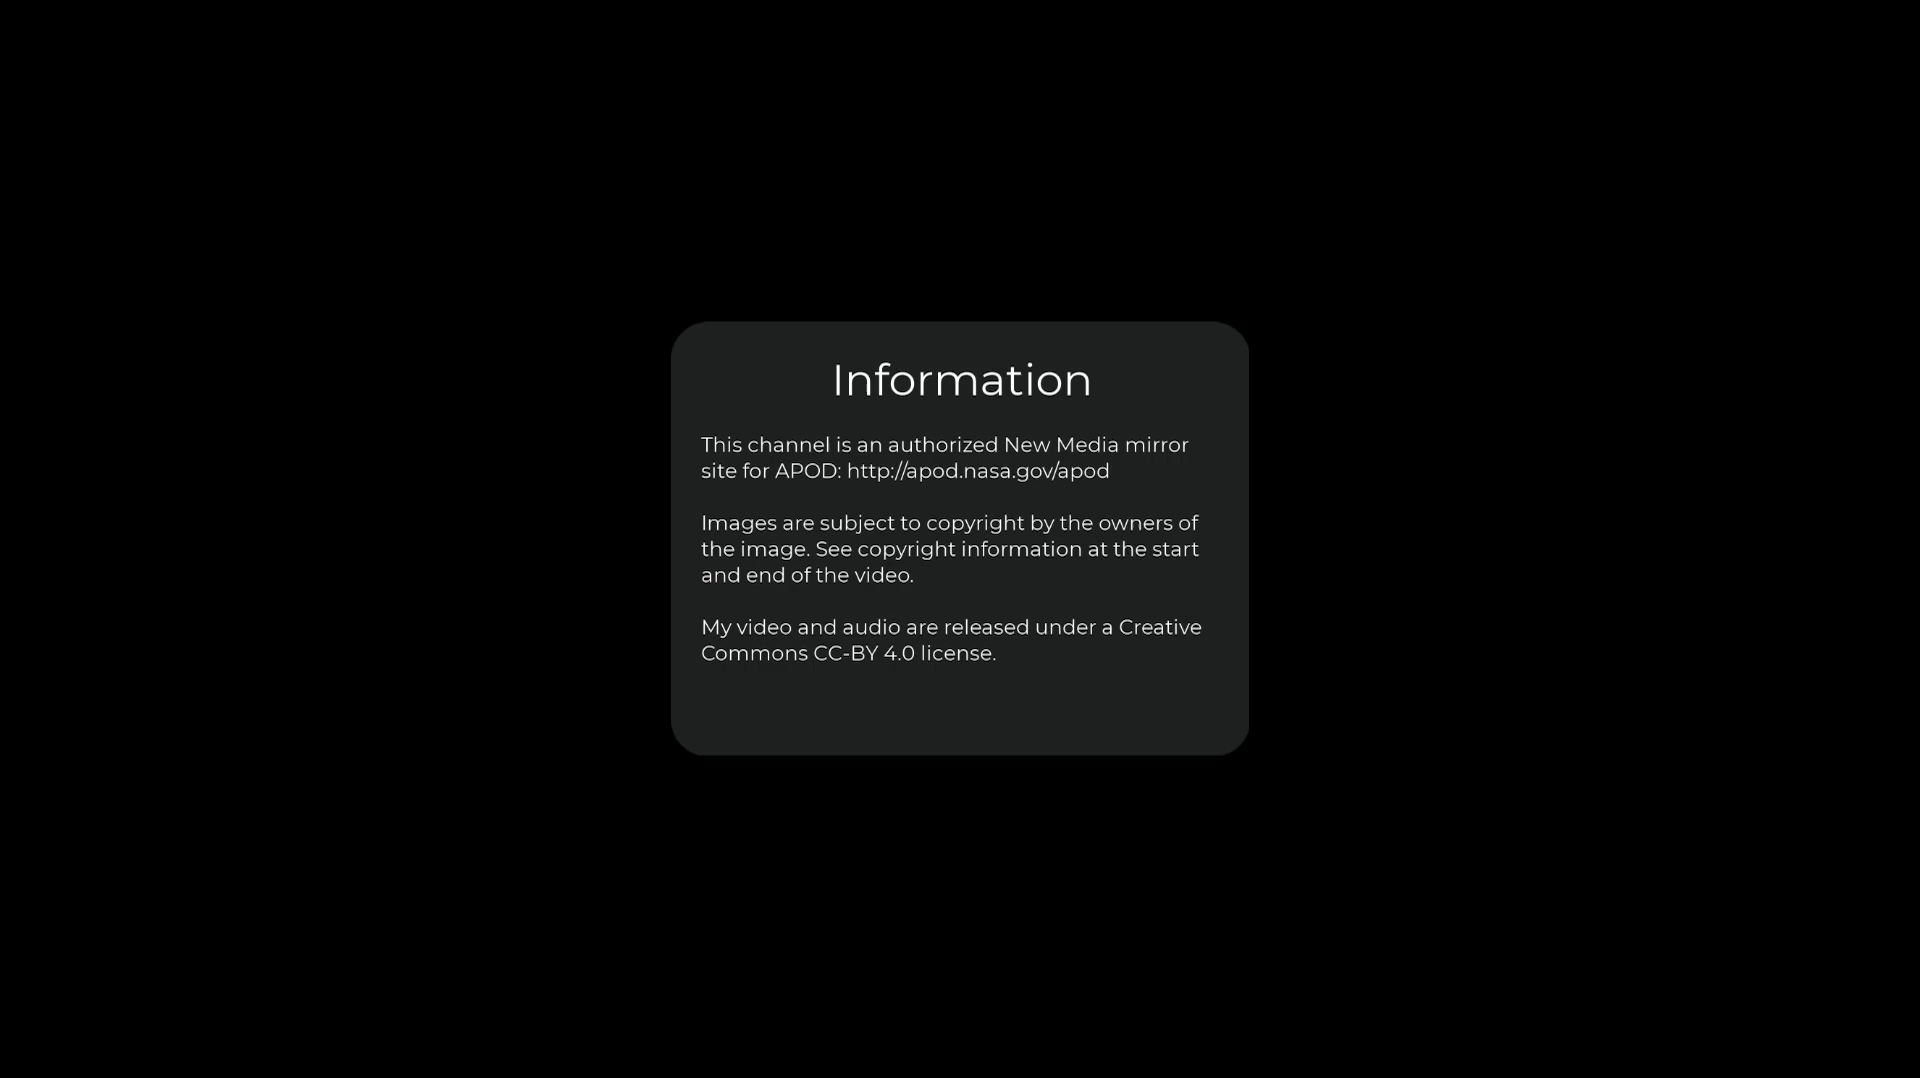 Information
This channel is an authorized New Media mirror
site for APOD: http://apod.nasa.gov/apod
Images are subject to copyright by the owners of
the image. See copyright information at the start
and end of the video.
My video and audio are released under a Creative
Commons CC-BY 4.0 license.